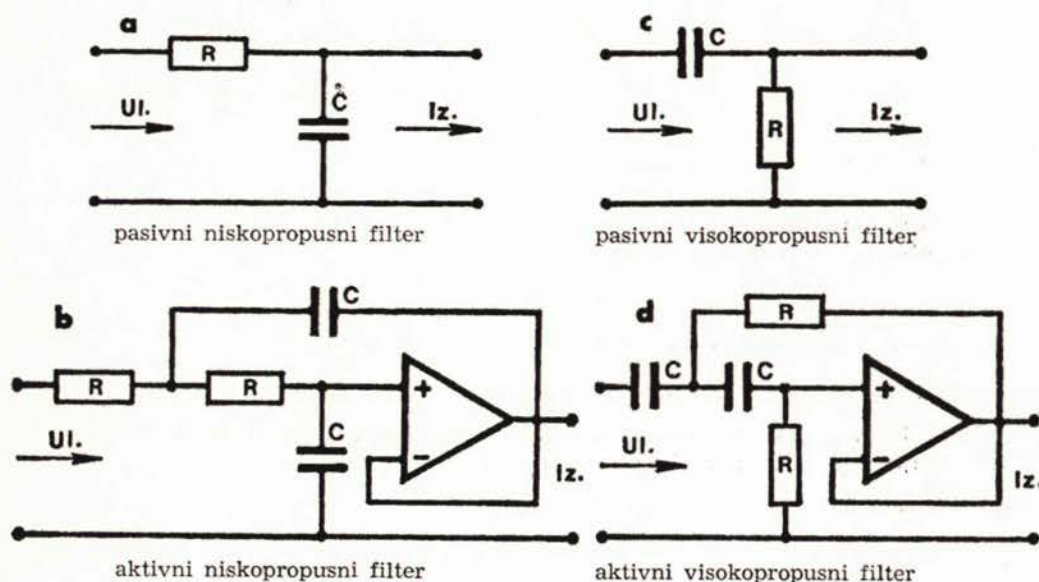 a
R
C
Ul.
Iz.
pasivni niskopropusni filter
c
C
R
Ul.
Iz.
pasivni visokopropusni filter
b
C
R
R
C
+
−
Ul.
Iz.
aktivni niskopropusni filter
d
R
C
C
R
+
−
Ul.
Iz.
aktivni visokopropusni filter